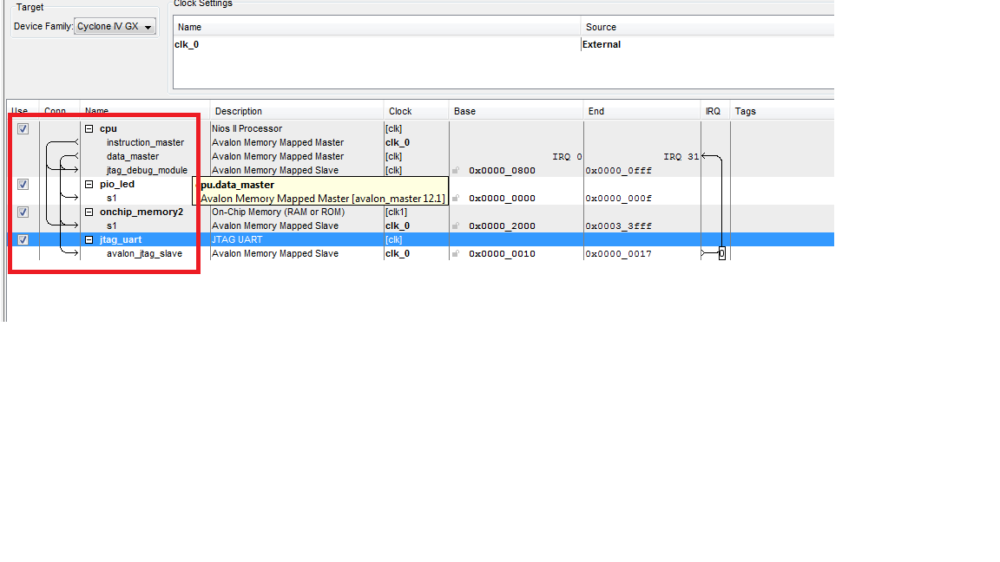 Target
Clock Settings
Device Family: Cyclone IV GX
Name Source
clk_0 External
Use Conn... Name Description Clock Base End IRQ Tags
cpu Nios II Processor [clk]
instruction_master Avalon Memory Mapped Master clk_0
data_master Avalon Memory Mapped Master [clk] IRQ 0 IRQ 31
jtag_debug_module Avalon Memory Mapped Slave [clk] 0x0000_0800 0x0000_0fff
pio_led cpu.data_master
s1 Avalon Memory Mapped Master [avalon_master 12.1] 0x0000_0000 0x0000_000f
onchip_memory2 On-Chip Memory (RAM or ROM) [clk1]
s1 Avalon Memory Mapped Slave clk_0 0x0000_2000 0x0003_3fff
jtag_uart JTAG UART [clk]
avalon_jtag_slave Avalon Memory Mapped Slave clk_0 0x0000_0010 0x0000_0017 0